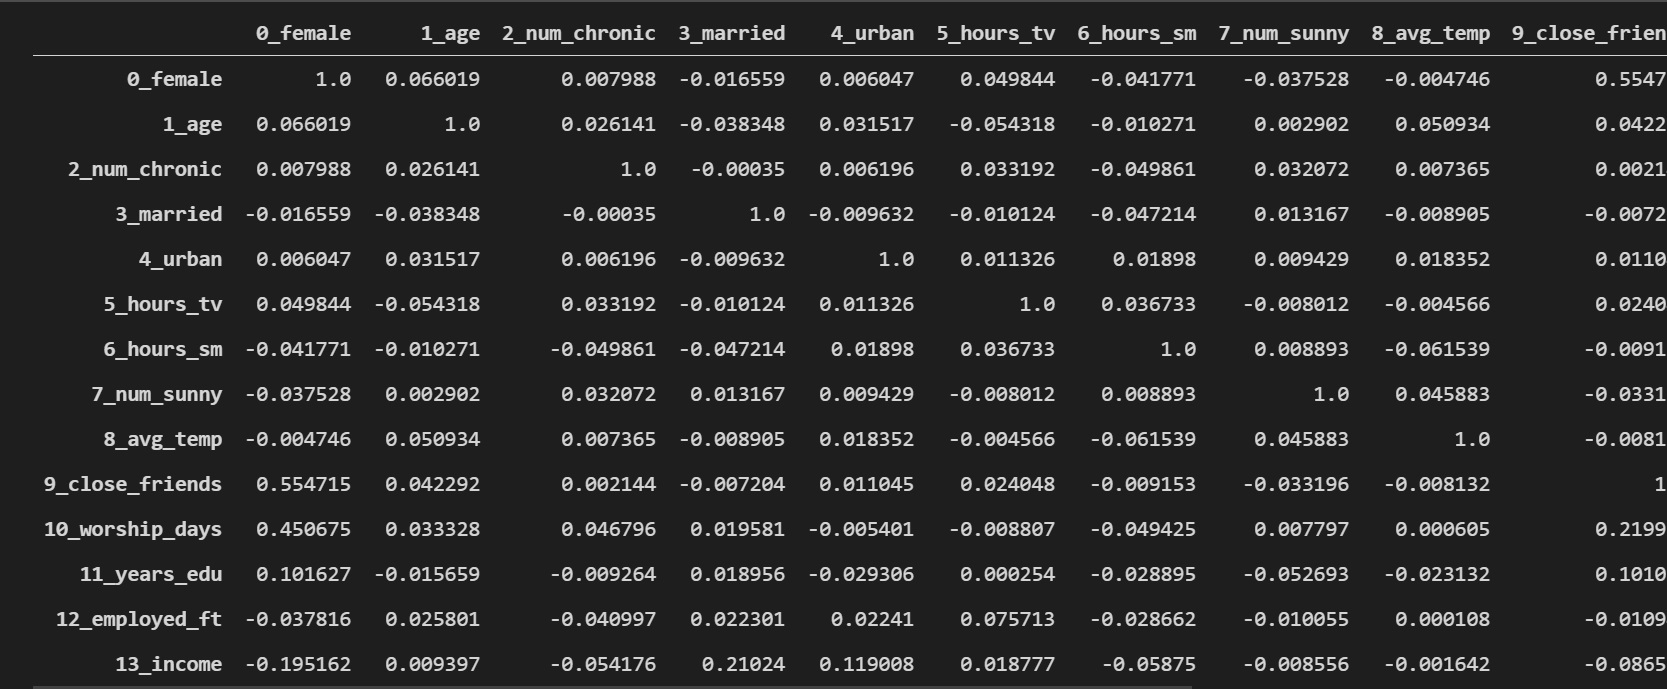 0_female 1_age 2_num_chronic 3_married 4_urban 5_hours_tv 6_hours_sm 7_num_sunny 8_avg_temp 9_close_frien
0_female 1.0 0.066019 0.007988 -0.016559 0.006047 0.049844 -0.041771 -0.037528 -0.004746 0.5547
1_age 0.066019 1.0 0.026141 -0.038348 0.031517 -0.054318 -0.010271 0.002902 0.050934 0.0422
2_num_chronic 0.007988 0.026141 1.0 -0.00035 0.006196 0.033192 -0.049861 0.032072 0.007365 0.0021
3_married -0.016559 -0.038348 -0.00035 1.0 -0.009632 -0.010124 -0.047214 0.013167 -0.008905 -0.0072
4_urban 0.006047 0.031517 0.006196 -0.009632 1.0 0.011326 0.01898 0.009429 0.018352 0.0110
5_hours_tv 0.049844 -0.054318 0.033192 -0.010124 0.011326 1.0 0.036733 -0.008012 -0.004566 0.0240
6_hours_sm -0.041771 -0.010271 -0.049861 -0.047214 0.01898 0.036733 1.0 0.008893 -0.061539 -0.0091
7_num_sunny -0.037528 0.002902 0.032072 0.013167 0.009429 -0.008012 0.008893 1.0 0.045883 -0.0331
8_avg_temp -0.004746 0.050934 0.007365 -0.008905 0.018352 -0.004566 -0.061539 0.045883 1.0 -0.0081
9_close_friends 0.554715 0.042292 0.002144 -0.007204 0.011045 0.024048 -0.009153 -0.033196 -0.008132 1
10_worship_days 0.450675 0.033328 0.046796 0.019581 -0.005401 -0.008807 -0.049425 0.007797 0.000605 0.2199
11_years_edu 0.101627 -0.015659 -0.009264 0.018956 -0.029306 0.000254 -0.028895 -0.052693 -0.023132 0.1010
12_employed_ft -0.037816 0.025801 -0.040997 0.022301 0.02241 0.075713 -0.028662 -0.010055 0.000108 -0.0109
13_income -0.195162 0.009397 -0.054176 0.21024 0.119008 0.018777 -0.05875 -0.008556 -0.001642 -0.0865